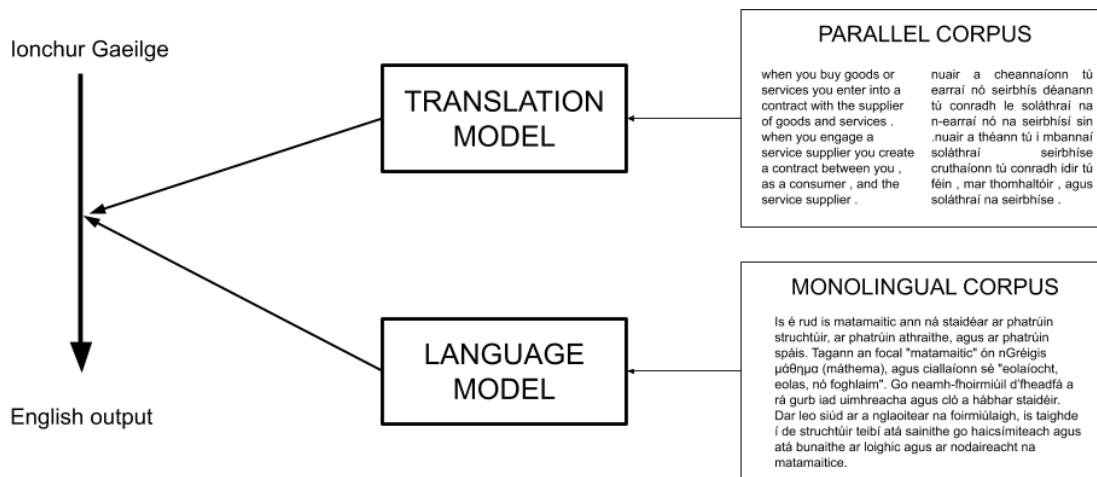 Ionchur Gaeilge
English output
TRANSLATION
MODEL
LANGUAGE
MODEL
PARALLEL CORPUS
when you buy goods or
services you enter into a
contract with the supplier
of goods and services .
when you engage a
service supplier you create
a contract between you ,
as a consumer , and the
service supplier .
nuair a cheannaíonn tú
earraí nó seirbhís déanann
tú conradh le soláthraí na
n-earraí nó na seirbhísí sin
.nuair a théann tú i mbannaí
soláthraí seirbhíse
cruthaíonn tú conradh idir tú
féin , mar thomhaltóir , agus
soláthraí na seirbhíse .
MONOLINGUAL CORPUS
Is é rud is matamaitic ann ná staidéar ar phatrúin
struchtúir, ar phatrúin athraithe, agus ar phatrúin
spáis. Tagann an focal "matamaitic" ón nGréigis
μάθημα (máthema), agus ciallaíonn sé "eolaíocht,
eolas, nó foghlaim". Go neamh-fhoirmiúil d'fheadfá a
rá gurb iad uimhreacha agus cló a hábhar staidéir.
Dar leo siúd ar a nglaoitear na foirmiúlaigh, is taighde
í de struchtúir teibí atá sainithe go haicsímiteach agus
atá bunaithe ar loighic agus ar nodaireacht na
matamaitice.